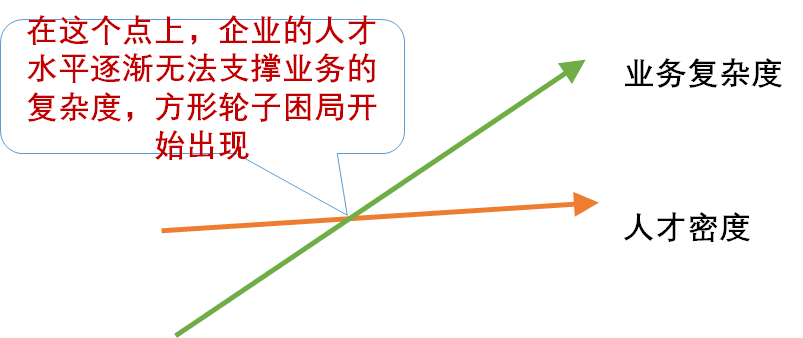 在这个点上，企业的人才
水平逐渐无法支撑业务的
复杂度，方形轮子困局开
始出现
业务复杂度
人才密度